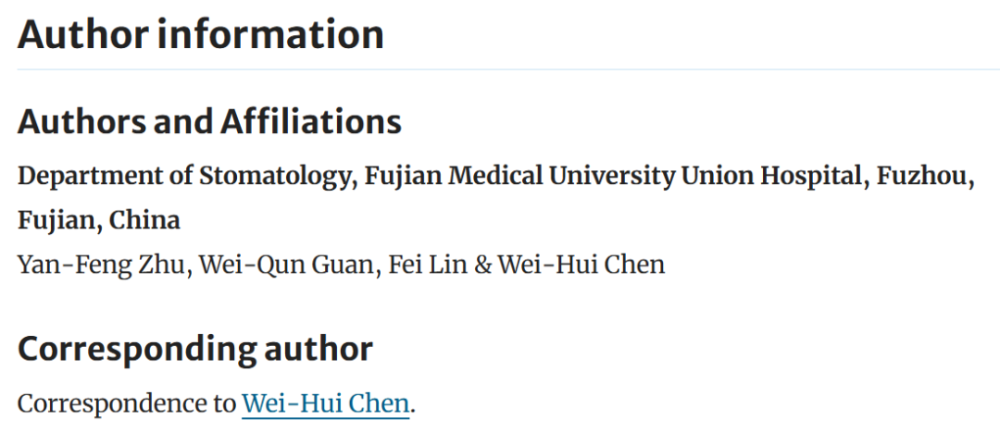 Author information
Authors and Affiliations
Department of Stomatology, Fujian Medical University Union Hospital, Fuzhou,
Fujian, China
Yan-Feng Zhu, Wei-Qun Guan, Fei Lin & Wei-Hui Chen
Corresponding author
Correspondence to Wei-Hui Chen.